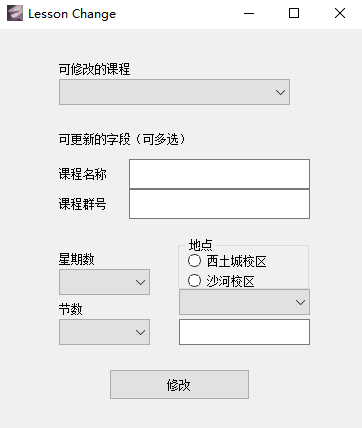 Lesson Change
可修改的课程
可更新的字段（可多选）
课程名称
课程群号
星期数
地点
西土城校区
沙河校区
节数
修改